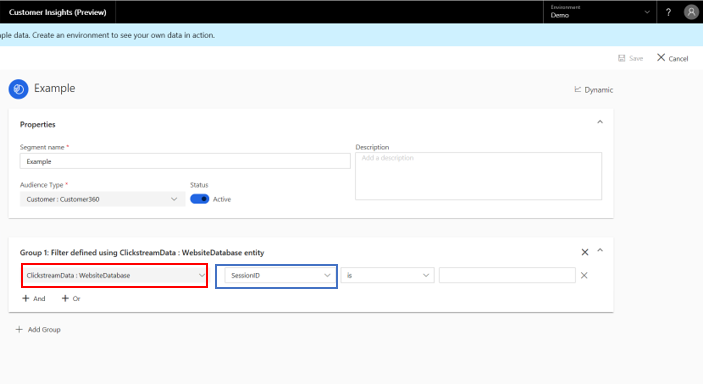 Customer Insights (Preview)
Environment
Demo
?
ple data. Create an environment to see your own data in action.
Save
Cancel
Example
Dynamic
Properties
Segment name *
Description
Example
Add a description
Audience Type *
Status
Customer : Customer360
Active
Group 1: Filter defined using ClickstreamData : WebsiteDatabase entity
ClickstreamData : WebsiteDatabase
SessionID
is
And
Or
Add Group